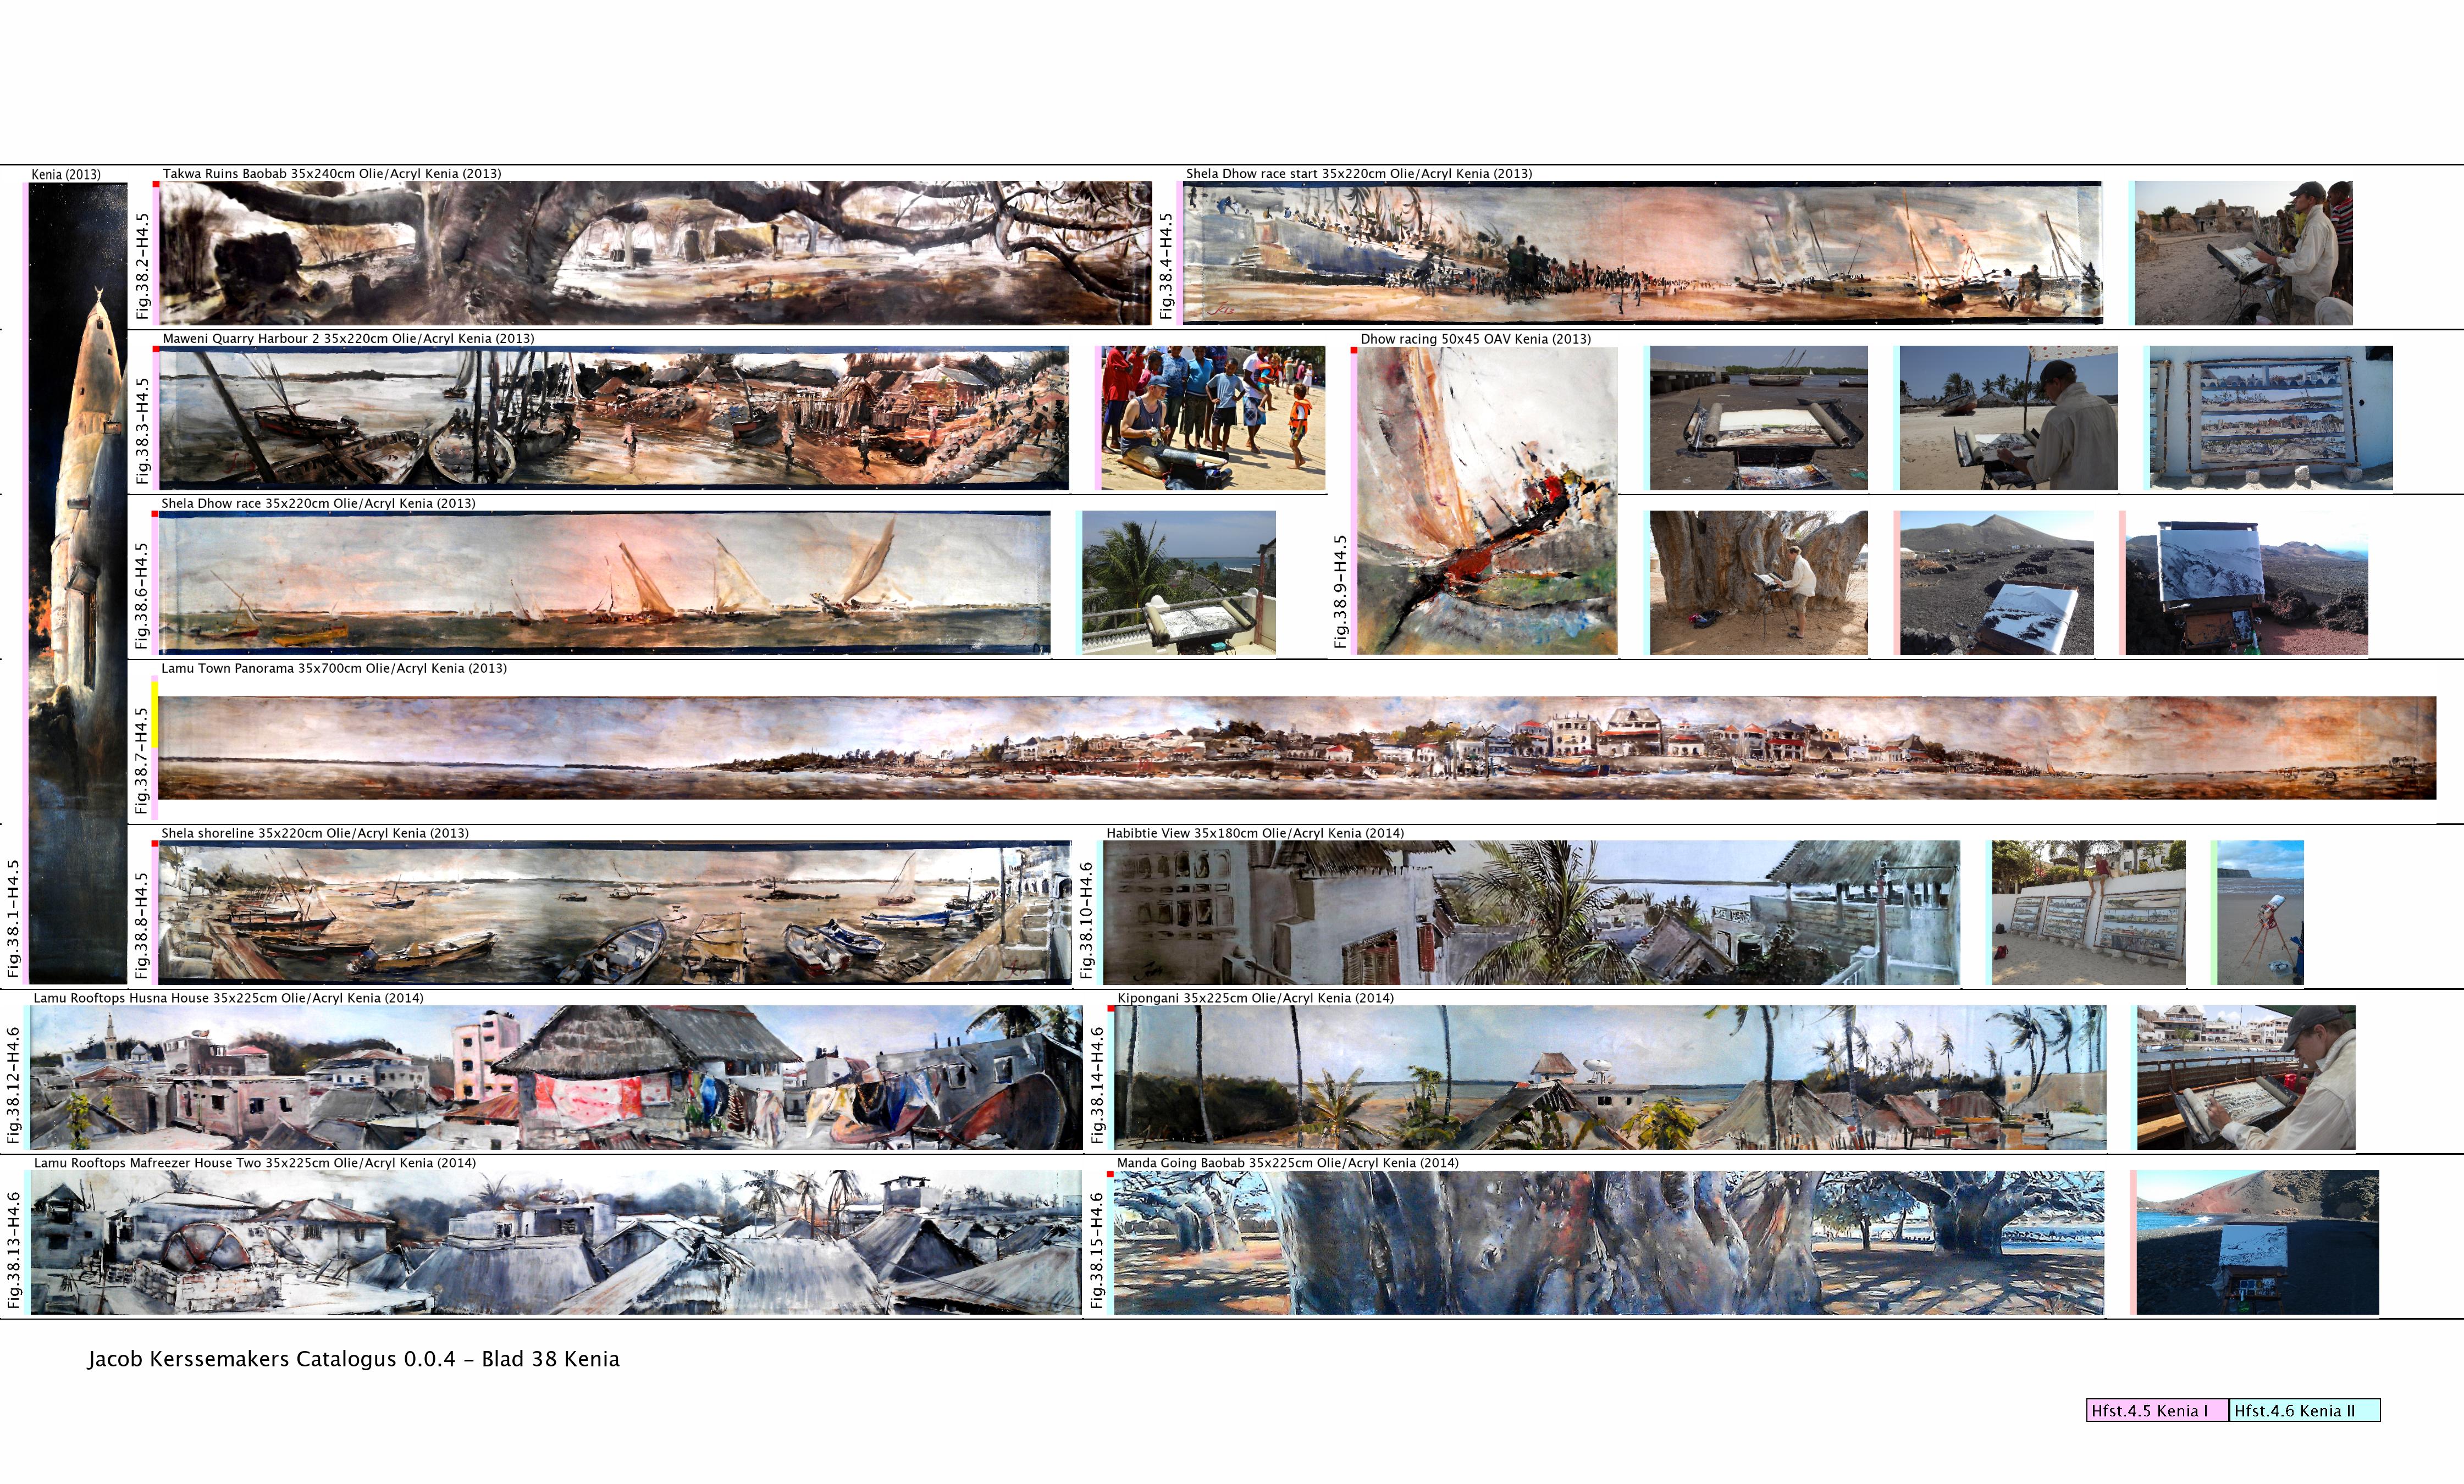 Kenia (2013)
Fig.38.1-H4.5
Takwa Ruins Baobab 35x240cm Olie/Acryl Kenia (2013)
Fig.38.2-H4.5
Shela Dhow race start 35x220cm Olie/Acryl Kenia (2013)
Fig.38.4-H4.5
Maweni Quarry Harbour 2 35x220cm Olie/Acryl Kenia (2013)
Fig.38.3-H4.5
Dhow racing 50x45 OAV Kenia (2013)
Fig.38.9-H4.5
Shela Dhow race 35x220cm Olie/Acryl Kenia (2013)
Fig.38.6-H4.5
Lamu Town Panorama 35x700cm Olie/Acryl Kenia (2013)
Fig.38.7-H4.5
Shela shoreline 35x220cm Olie/Acryl Kenia (2013)
Fig.38.8-H4.5
Habibtie View 35x180cm Olie/Acryl Kenia (2014)
Fig.38.10-H4.6
Lamu Rooftops Husna House 35x225cm Olie/Acryl Kenia (2014)
Fig.38.12-H4.6
Kipongani 35x225cm Olie/Acryl Kenia (2014)
Fig.38.14-H4.6
Lamu Rooftops Mafreezer House Two 35x225cm Olie/Acryl Kenia (2014)
Fig.38.13-H4.6
Manda Going Baobab 35x225cm Olie/Acryl Kenia (2014)
Fig.38.15-H4.6
Jacob Kerssemakers Catalogus 0.0.4 - Blad 38 Kenia
Hfst.4.5 Kenia I
Hfst.4.6 Kenia II